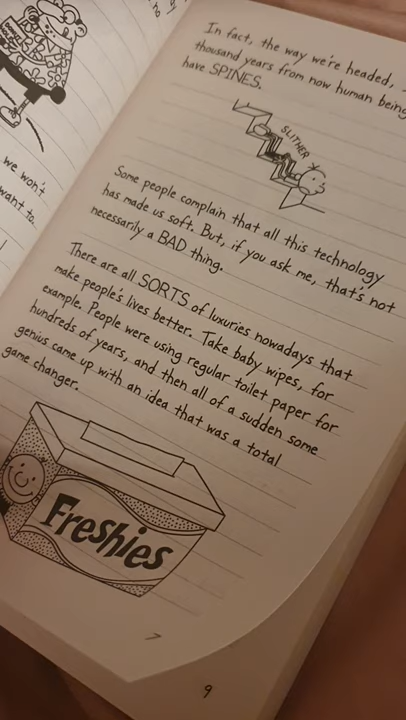 we won't
want to
In fact, the way we're headed,
thousand years from now human being
have SPINES.
SLITHER
Some people complain that all this technology
has made us soft. But, if you ask me, that's not
necessarily a BAD thing.
There are all SORTS of luxuries nowadays that
make people's lives better. Take baby wipes, for
example. People were using regular toilet paper for
hundreds of years, and then all of a sudden some
genius came up with an idea that was a total
game changer.
Freshies
7
9